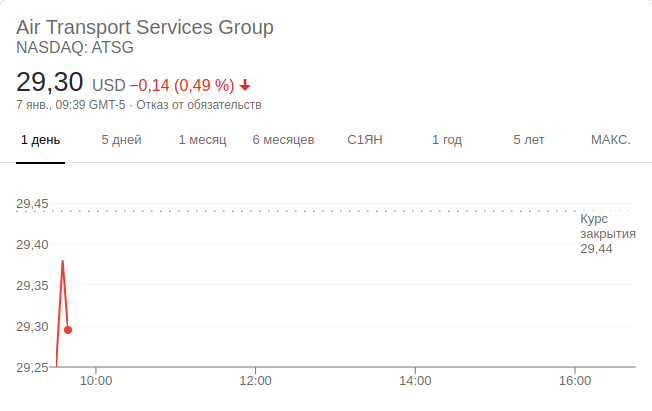 Air Transport Services Group
NASDAQ: ATSG
29,30 USD −0,14 (0,49 %)
7 янв., 09:39 GMT-5 · Отказ от обязательств
1 день 5 дней 1 месяц 6 месяцев С1ЯН 1 год 5 лет МАКС.
29,45
Курс
закрытия
29,44
29,40
29,35
29,30
29,25
10:00 12:00 14:00 16:00